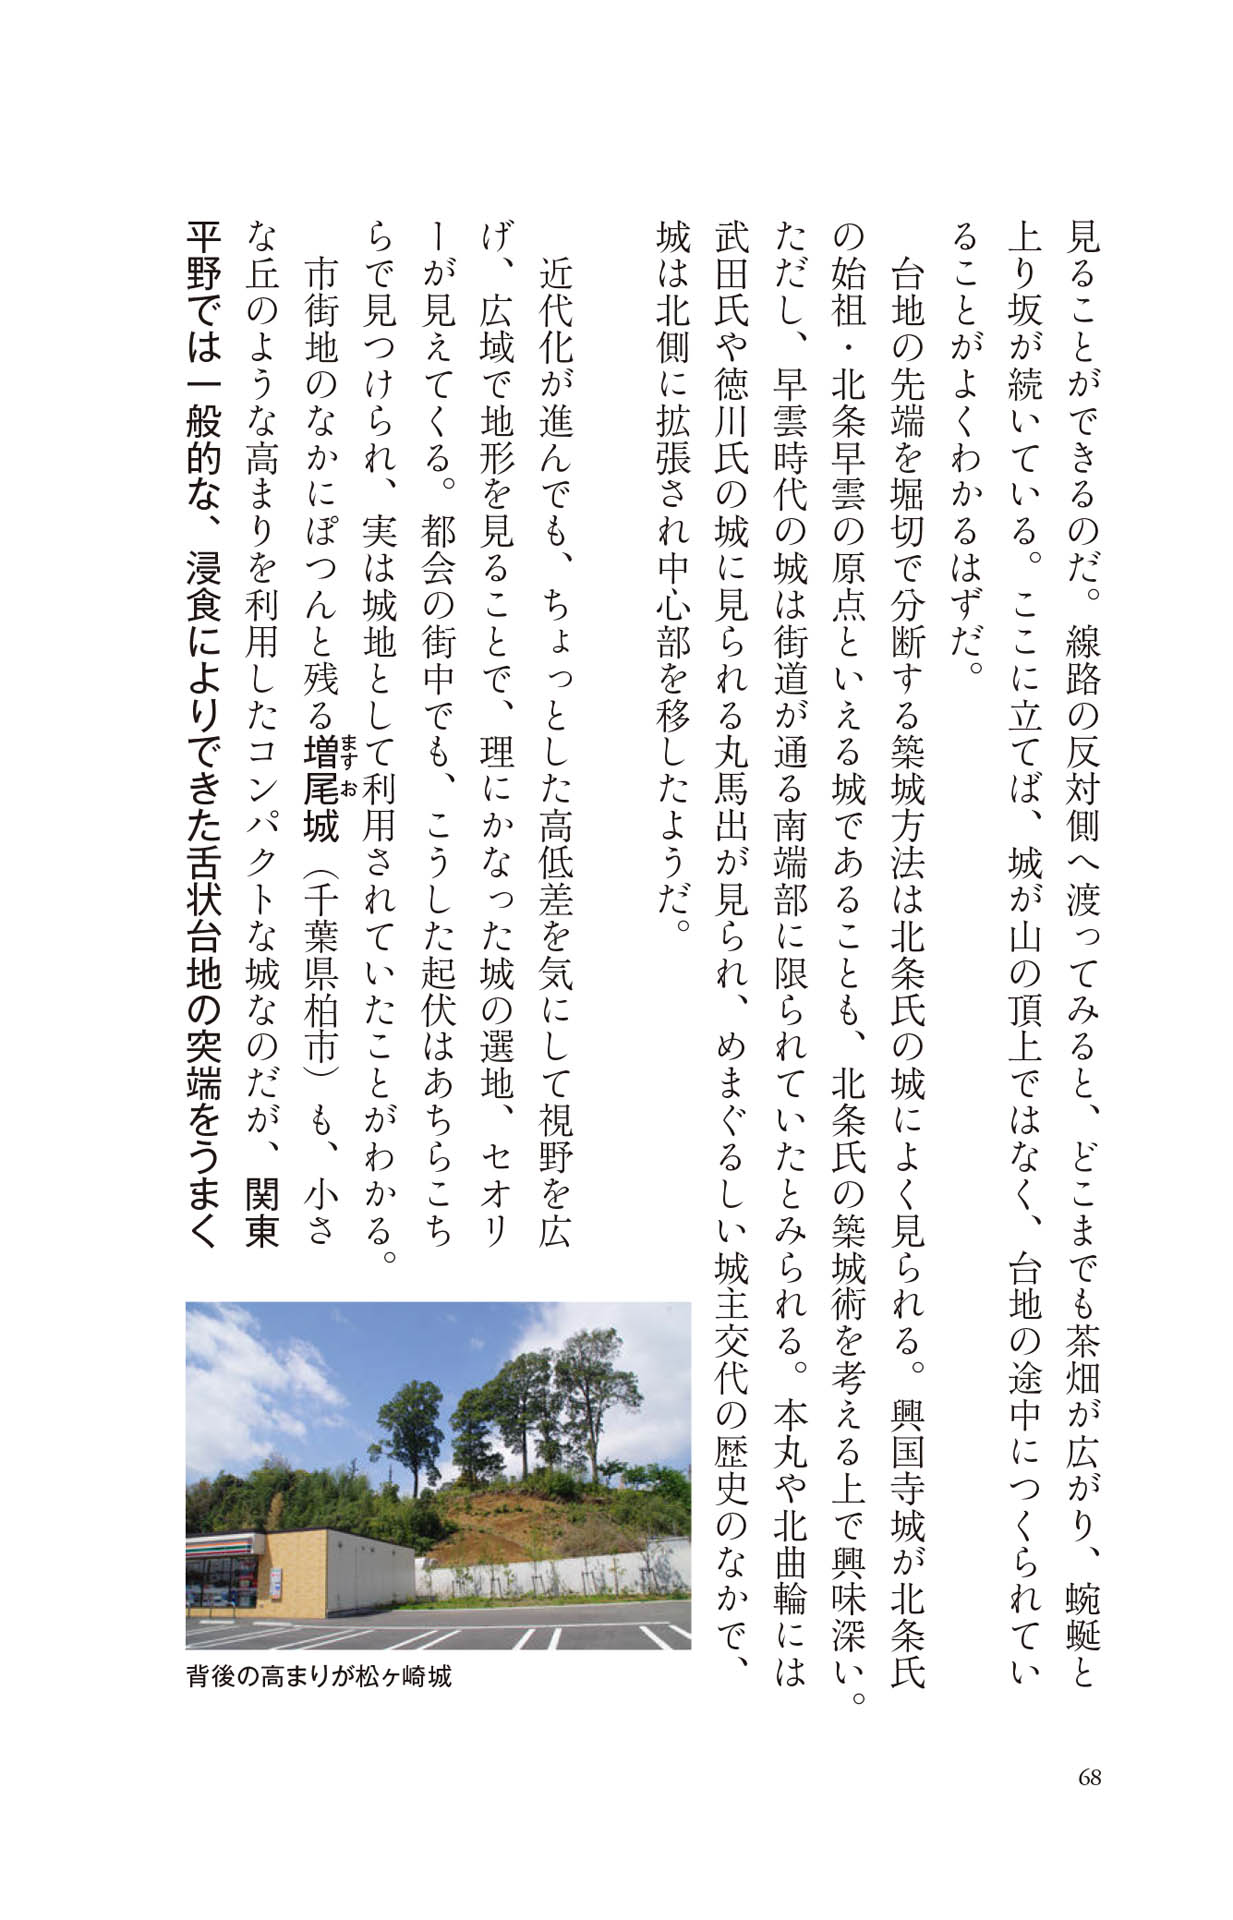 見ることができるのだ。線路の反対側へ渡ってみると、どこまでも茶畑が広がり、蜿蜒と
上り坂が続いている。ここに立てば、城が山の頂上ではなく、台地の途中につくられてい
ることがよくわかるはずだ。
台地の先端を堀切で分断する築城方法は北条氏の城によく見られる。興国寺城が北条氏
の始祖・北条早雲の原点といえる城であることも、北条氏の築城術を考える上で興味深い。
ただし、早雲時代の城は街道が通る南端部に限られていたとみられる。本丸や北曲輪には
武田氏や徳川氏の城に見られる丸馬出が見られ、めまぐるしい城主交代の歴史のなかで、
城は北側に拡張され中心部を移したようだ。
近代化が進んでも、ちょっとした高低差を気にして視野を広
げ、広域で地形を見ることで、理にかなった城の選地、セオリ
ーが見えてくる。都会の街中でも、こうした起伏はあちらこち
らで見つけられ、実は城地として利用されていたことがわかる。
市街地のなかにぽつんと残る増尾城（千葉県柏市）も、小さ
ますお
な丘のような高まりを利用したコンパクトな城なのだが、関東
平野では一般的な、浸食によりできた舌状台地の突端をうまく
背後の高まりが松ヶ崎城
68